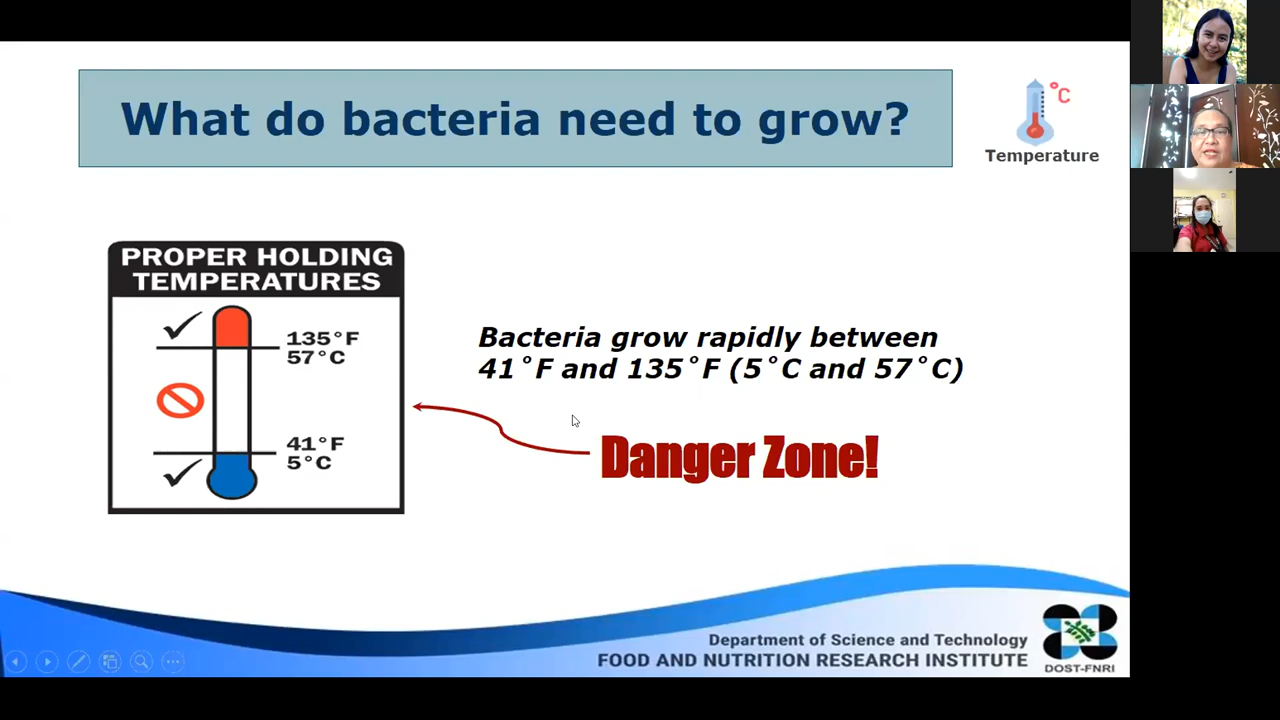 What do bacteria need to grow?
°C
Temperature
PROPER HOLDING
TEMPERATURES
135°F
57°C
41°F
5°C
Bacteria grow rapidly between
41˚F and 135˚F (5˚C and 57˚C)
Danger Zone!
Department of Science and Technology
FOOD AND NUTRITION RESEARCH INSTITUTE
DOST-FNRI